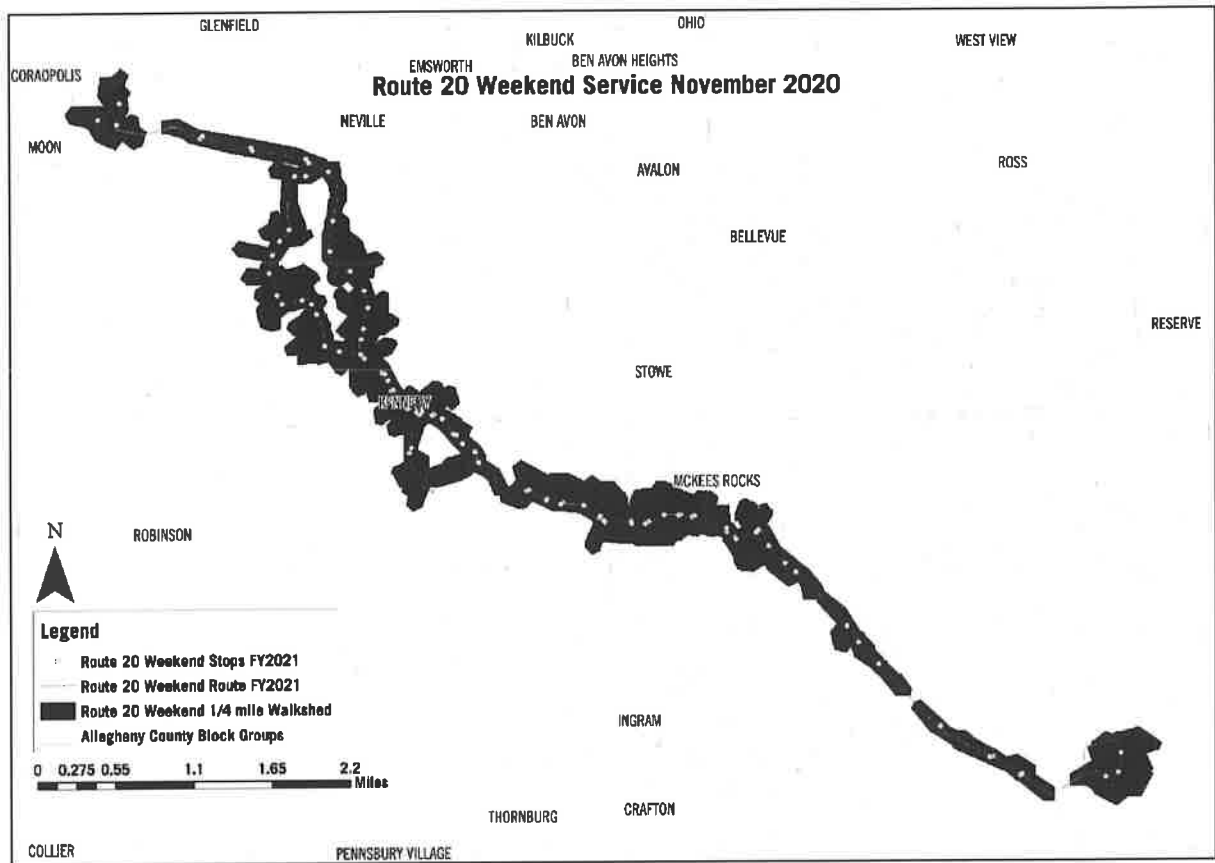 GLENFIELD
OHIO
KILBUCK
WEST VIEW
BEN AVON HEIGHTS
EMSWORTH
CORAOPOLIS
Route 20 Weekend Service November 2020
NEVILLE
BEN AVON
MOON
ROSS
AVALON
BELLEVUE
RESERVE
STOWE
KENNEDY
MCKEES ROCKS
ROBINSON
N
Legend
Route 20 Weekend Stops FY2021
Route 20 Weekend Route FY2021
Route 20 Weekend 1/4 mile Walkshed
Allegheny County Block Groups
INGRAM
0 0.275 0.55 1.1 1.65 2.2
Miles
THORNBURG
CRAFTON
COLLIER
PENNSBURY VILLAGE